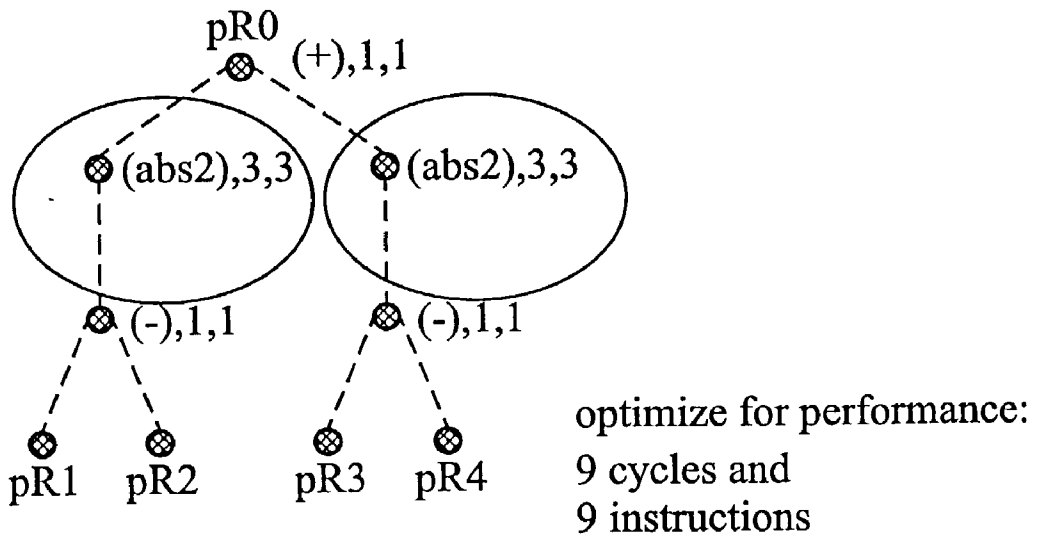 pR0
(+),1,1
(abs2),3,3 (abs2),3,3
(-),1,1 (-),1,1
pR1 pR2 pR3 pR4
optimize for performance:
9 cycles and
9 instructions